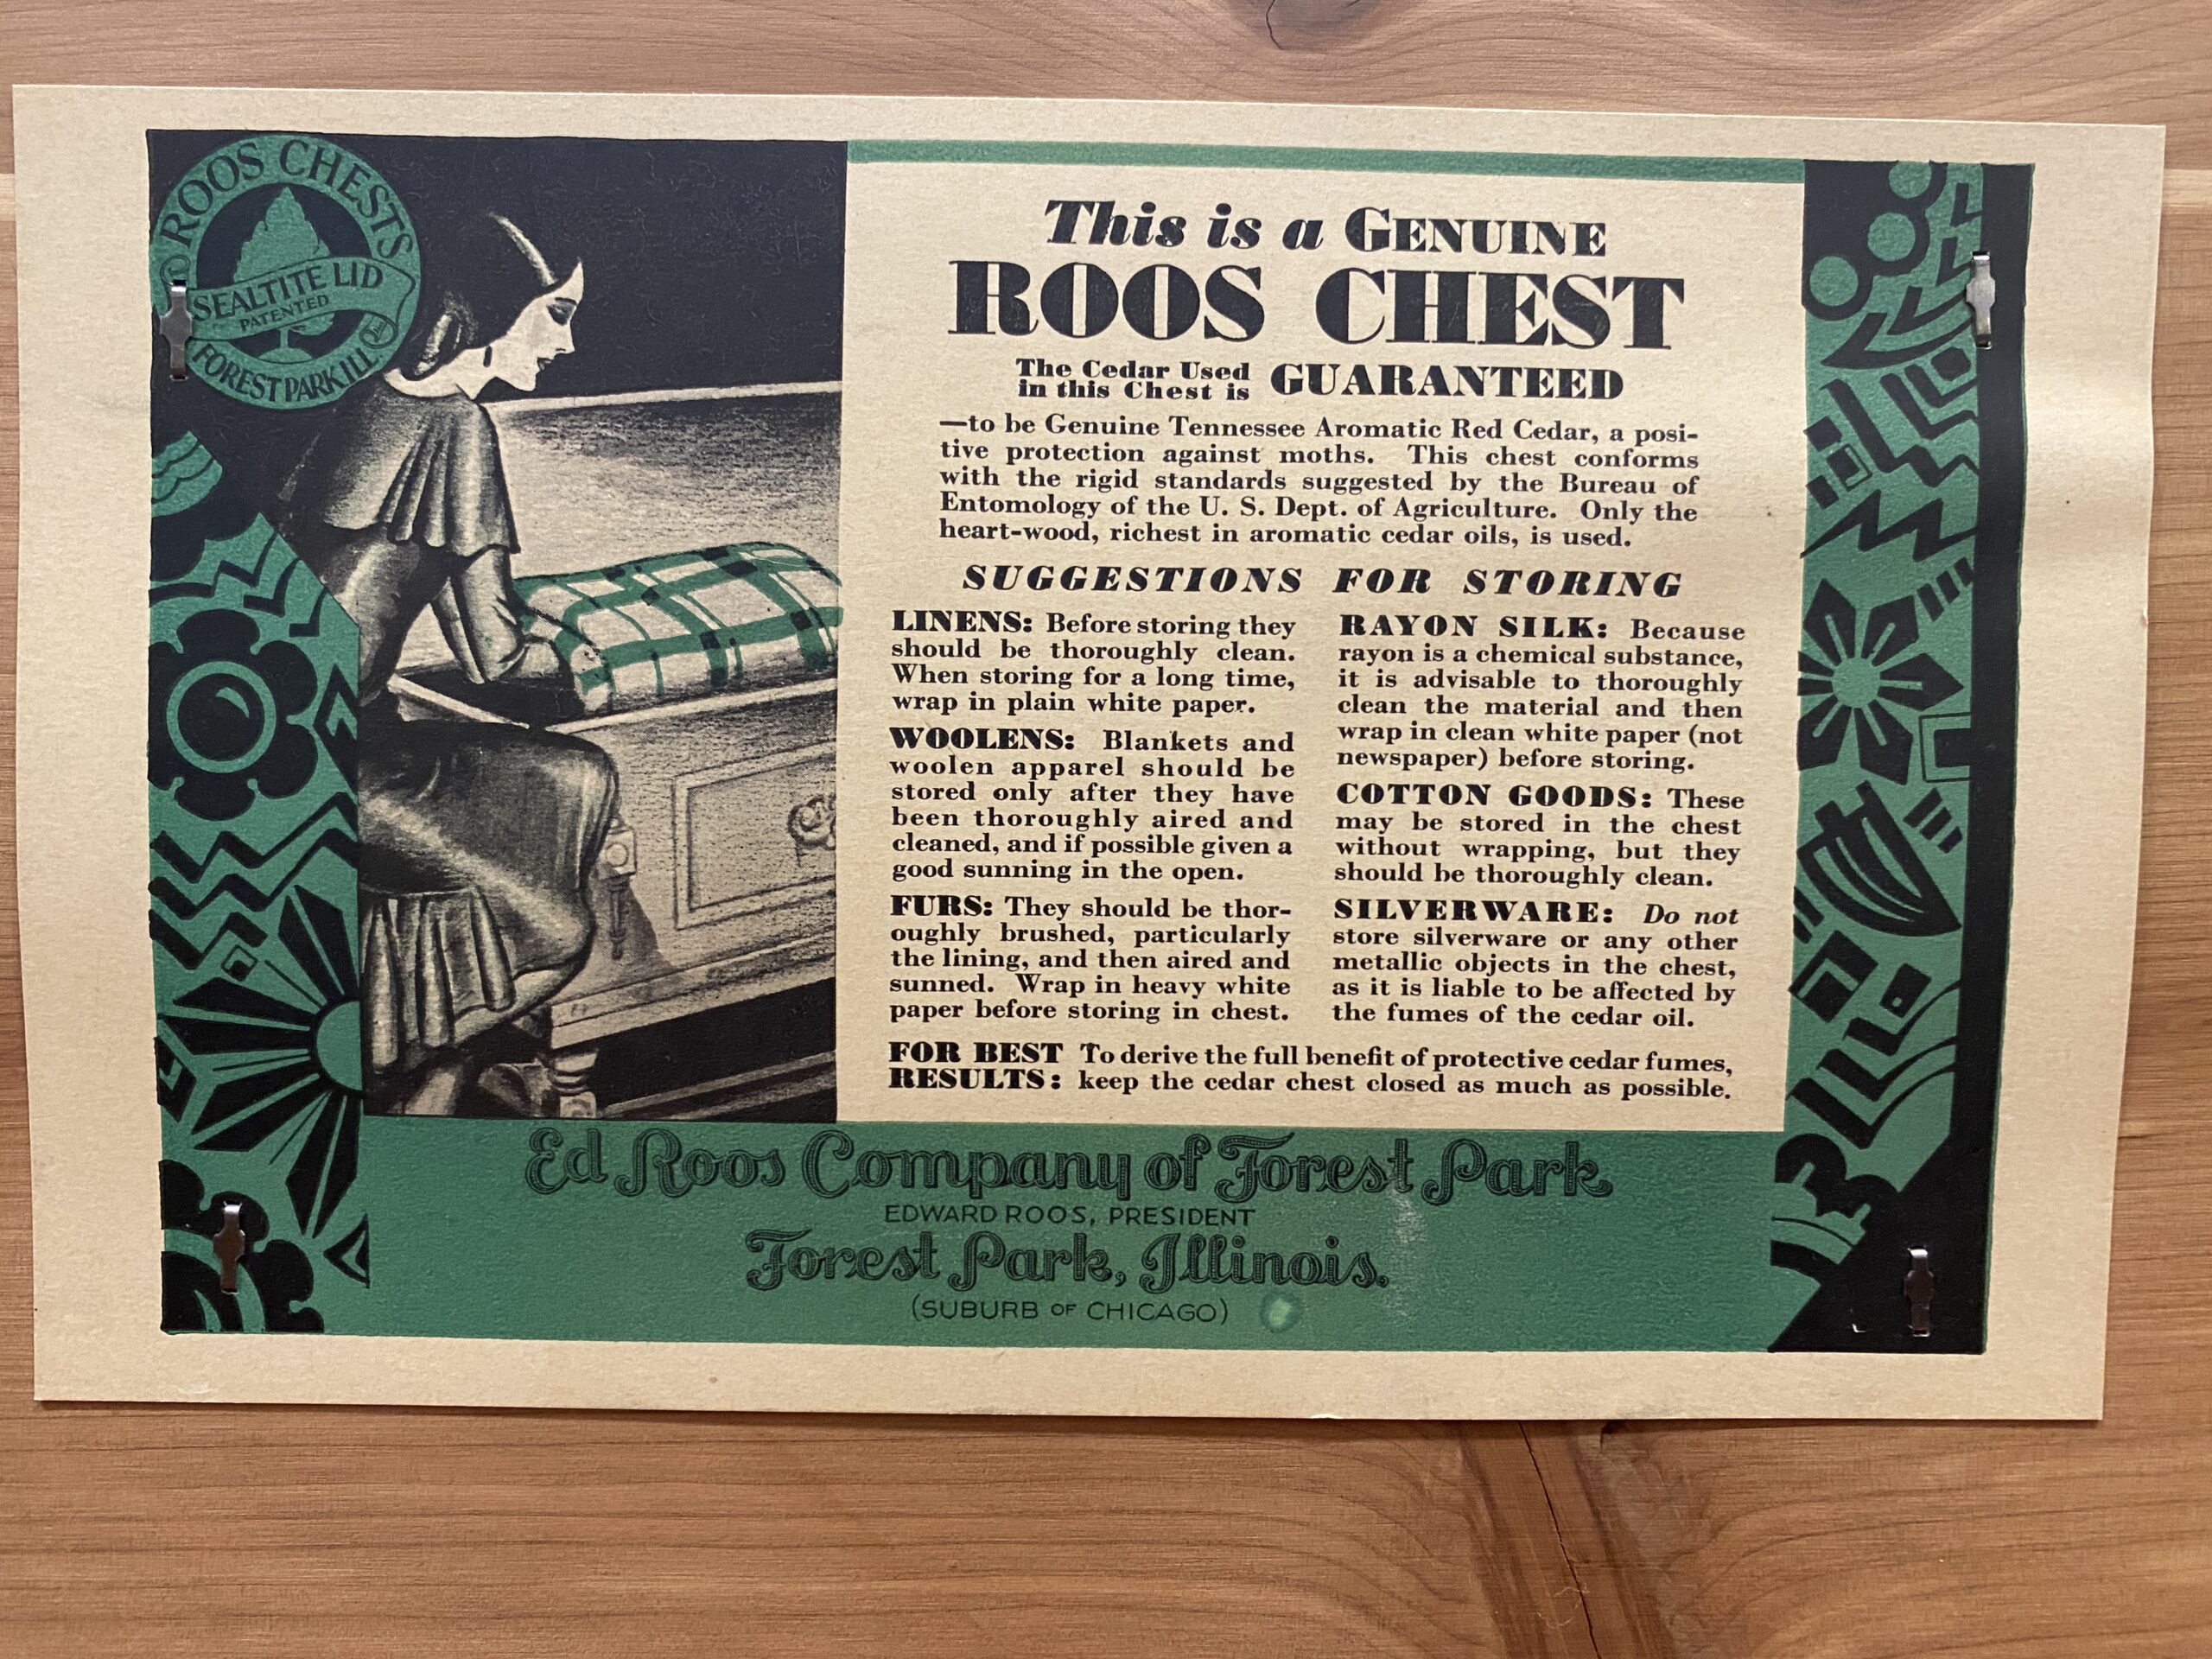 ROOS CHESTS
SEALTITE LID
PATENTED
FOREST PARK ILL
This is a GENUINE
ROOS CHEST
The Cedar Used
in this Chest is GUARANTEED
—to be Genuine Tennessee Aromatic Red Cedar, a posi-
tive protection against moths. This chest conforms
with the rigid standards suggested by the Bureau of
Entomology of the U. S. Dept. of Agriculture. Only the
heart-wood, richest in aromatic cedar oils, is used.
SUGGESTIONS FOR STORING
LINENS: Before storing they
should be thoroughly clean.
When storing for a long time,
wrap in plain white paper.
WOOLENS: Blankets and
woolen apparel should be
stored only after they have
been thoroughly aired and
cleaned, and if possible given a
good sunning in the open.
FURS: They should be thor-
oughly brushed, particularly
the lining, and then aired and
sunned. Wrap in heavy white
paper before storing in chest.
RAYON SILK: Because
rayon is a chemical substance,
it is advisable to thoroughly
clean the material and then
wrap in clean white paper (not
newspaper) before storing.
COTTON GOODS: These
may be stored in the chest
without wrapping, but they
should be thoroughly clean.
SILVERWARE: Do not
store silverware or any other
metallic objects in the chest,
as it is liable to be affected by
the fumes of the cedar oil.
FOR BEST To derive the full benefit of protective cedar fumes,
RESULTS: keep the cedar chest closed as much as possible.
Ed Roos Company of Forest Park
EDWARD ROOS, PRESIDENT
Forest Park, Illinois.
(SUBURB OF CHICAGO)